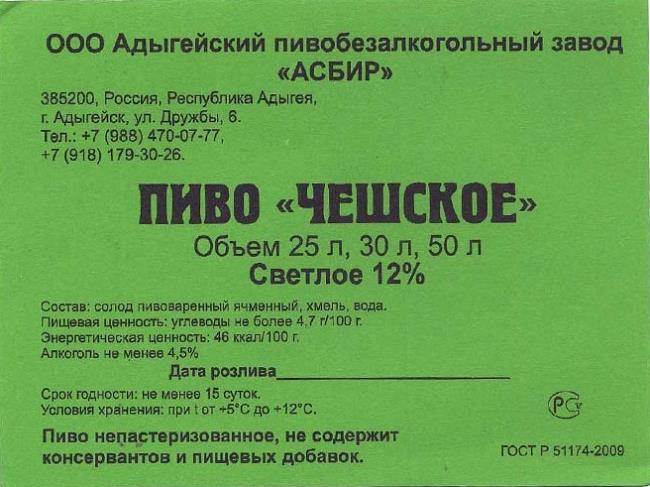 ООО Адыгейский пивобезалкогольный завод
«АСБИР»
385200, Россия, Республика Адыгея,
г. Адыгейск, ул. Дружбы, 6.
Тел.: +7 (988) 470-07-77,
+7 (918) 179-30-26.
ПИВО «ЧЕШСКОЕ»
Объем 25 л, 30 л, 50 л
Светлое 12%
Состав: солод пивоваренный ячменный, хмель, вода.
Пищевая ценность: углеводы не более 4,7 г/100 г.
Энергетическая ценность: 46 ккал/100 г.
Алкоголь не менее 4,5%
Дата розлива____________________
Срок годности: не менее 15 суток.
Условия хранения: при t от +5°С до +12°С.
РСТ
Пиво непастеризованное, не содержит
консервантов и пищевых добавок.
ГОСТ Р 51174-2009